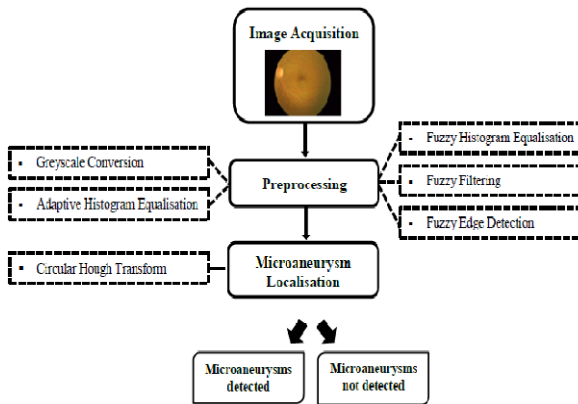 Image Acquisition
Greyscale Conversion
Adaptive Histogram Equalisation
Preprocessing
Fuzzy Histogram Equalisation
Fuzzy Filtering
Fuzzy Edge Detection
Circular Hough Transform
Microaneurysm
Localisation
Microaneurysms
detected
Microaneurysms
not detected